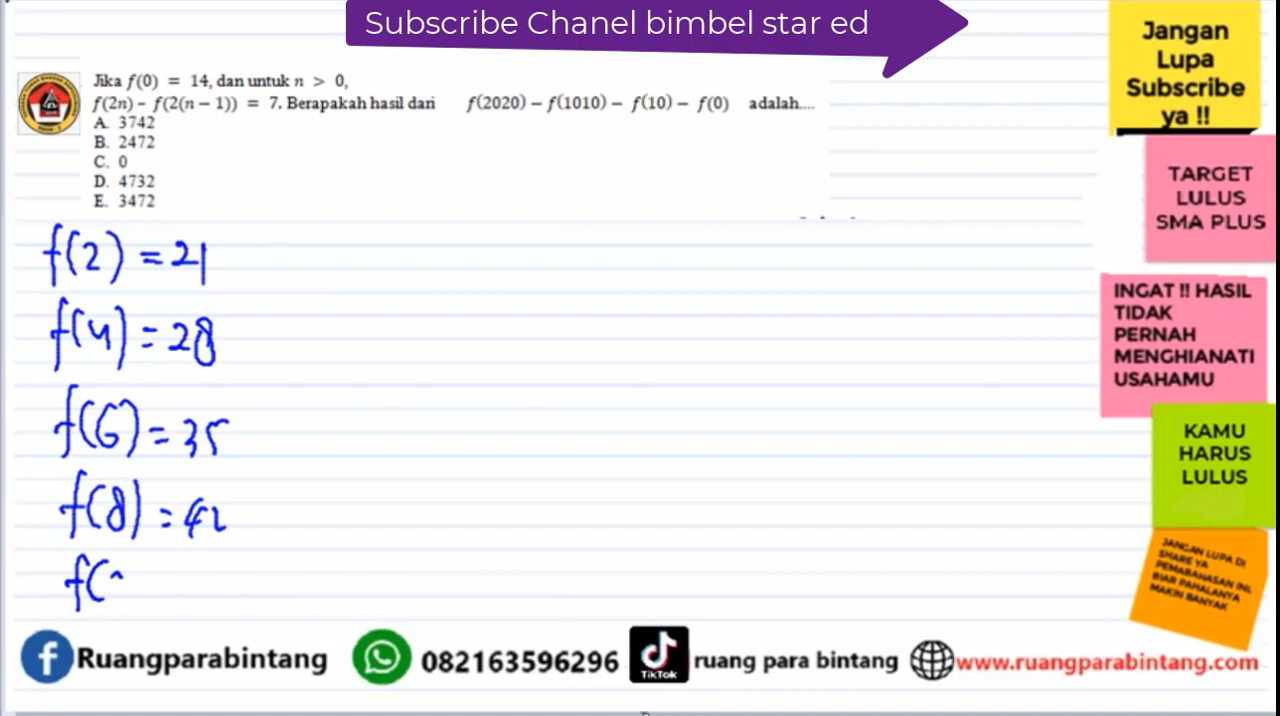 Subscribe Chanel bimbel star ed
Jika f(0) = 14, dan untuk n > 0,
f(2n) – f(2(n – 1)) = 7. Berapakah hasil dari f(2020) – f(1010) – f(10) – f(0) adalah....
A. 3742
B. 2472
C. 0
D. 4732
E. 3472
f(2) = 21
f(4) = 28
f(6) = 35
f(8) = 42
f(
Jangan
Lupa
Subscribe
ya !!
TARGET
LULUS
SMA PLUS
INGAT !! HASIL
TIDAK
PERNAH
MENGHIANATI
USAHAMU
KAMU
HARUS
LULUS
JANGAN LUPA DI
SHARE YA
PEMABAHASAN INI,
BIAR PAHALANYA
MAKIN BANYAK
Ruangparabintang
082163596296
TikTok
ruang para bintang
www.ruangparabintang.com